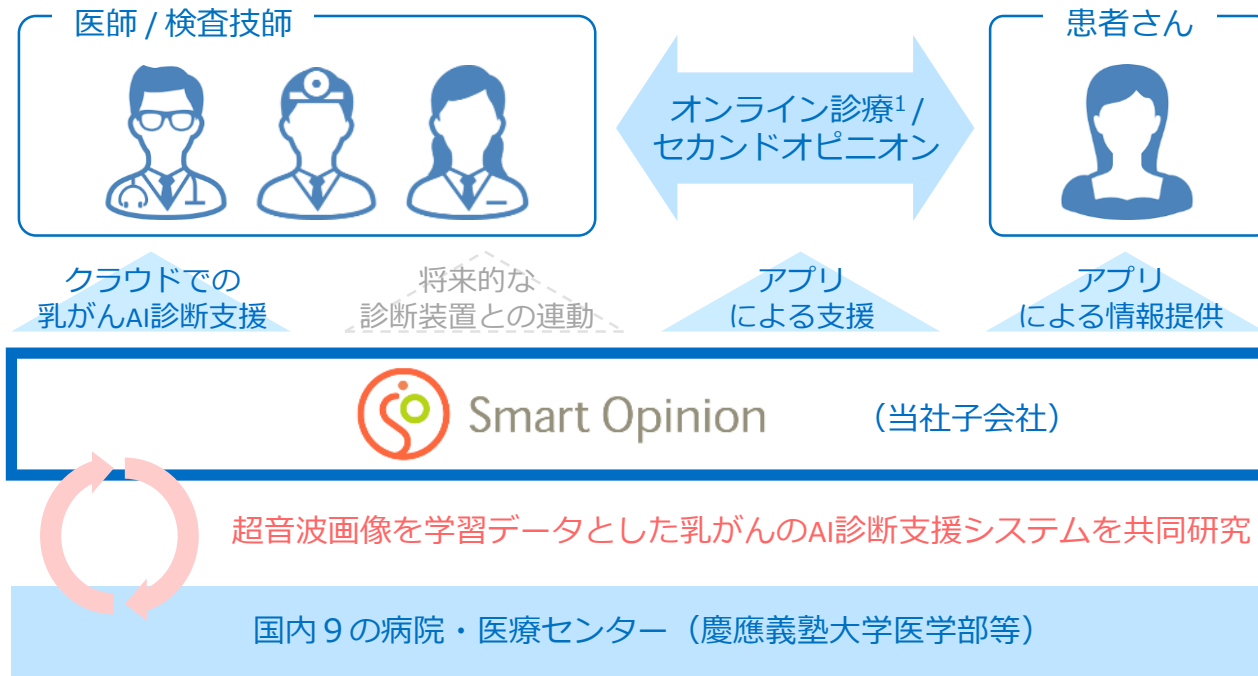 医師 / 検査技師
患者さん
オンライン診療¹ /
セカンドオピニオン
クラウドでの
乳がんAI診断支援
将来的な
診断装置との連動
アプリ
による支援
アプリ
による情報提供
Smart Opinion （当社子会社）
超音波画像を学習データとした乳がんのAI診断支援システムを共同研究
国内９の病院・医療センター（慶應義塾大学医学部等）